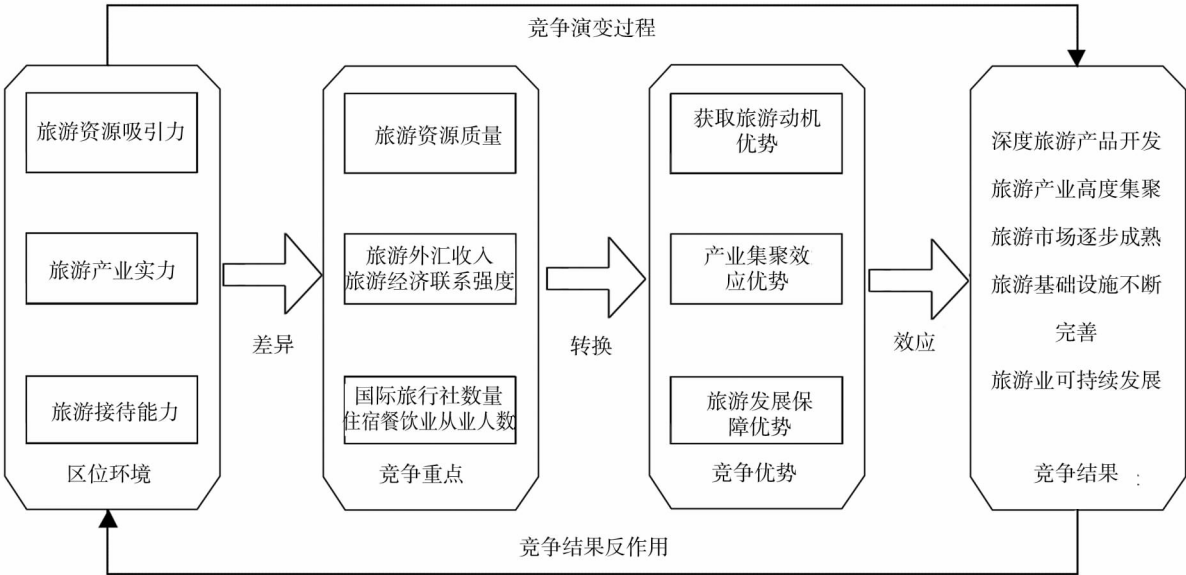 竞争演变过程
旅游资源吸引力
旅游产业实力
旅游接待能力
区位环境
差异
旅游资源质量
旅游外汇收入
旅游经济联系强度
国际旅行社数量
住宿餐饮业从业人数
竞争重点
转换
获取旅游动机
优势
产业集聚效
应优势
旅游发展保
障优势
竞争优势
效应
深度旅游产品开发
旅游产业高度集聚
旅游市场逐步成熟
旅游基础设施不断
完善
旅游业可持续发展
竞争结果 :
竞争结果反作用